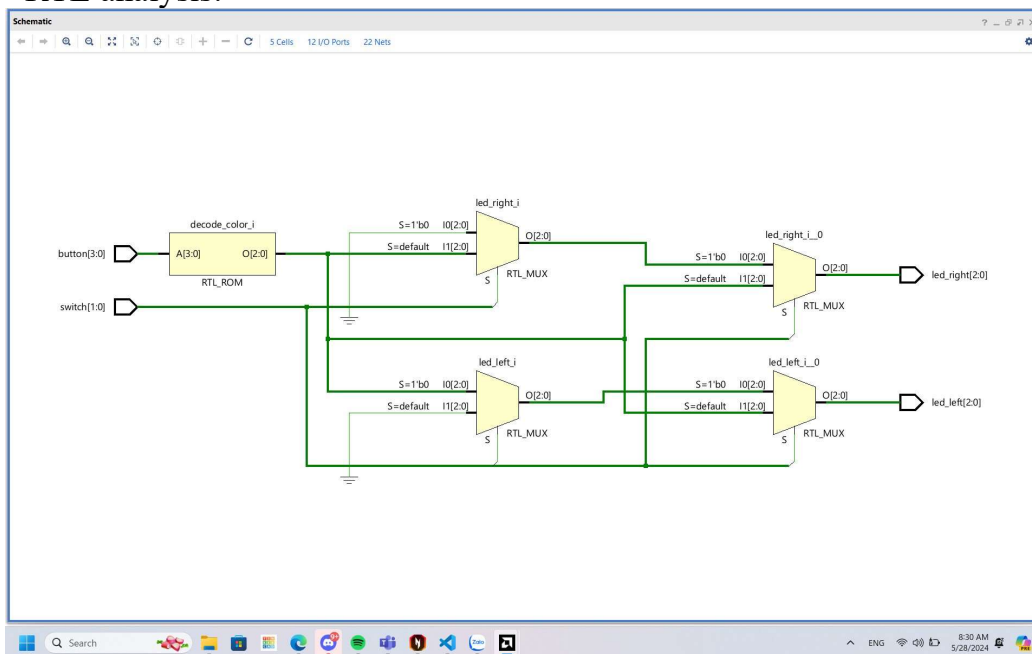 RTL analysis:
Schematic
5 Cells 12 I/O Ports 22 Nets
led_right_i
S=1'b0 I0[2:0]
S=default I1[2:0]
O[2:0]
S RTL_MUX
decode_color_i
button[3:0]
A[3:0] O[2:0]
RTL_ROM
switch[1:0]
led_right_i__0
S=1'b0 I0[2:0]
S=default I1[2:0]
O[2:0]
S RTL_MUX
led_right[2:0]
led_left_i
S=1'b0 I0[2:0]
S=default I1[2:0]
O[2:0]
S RTL_MUX
led_left_i__0
S=1'b0 I0[2:0]
S=default I1[2:0]
O[2:0]
S RTL_MUX
led_left[2:0]
Search
Zalo
ENG
8:30 AM
5/28/2024
PRE